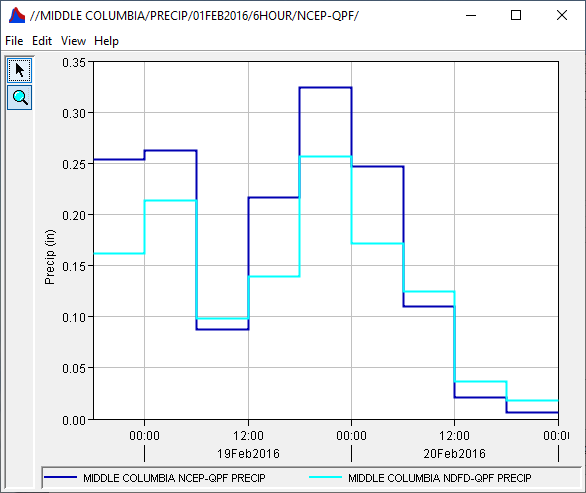 //MIDDLE COLUMBIA/PRECIP/01FEB2016/6HOUR/NCEP-QPF/
File Edit View Help
0.35
0.30
0.25
0.20
0.15
0.10
0.05
0.00
Precip (in)
00:00 12:00 00:00 12:00 00:0
19Feb2016 20Feb2016
MIDDLE COLUMBIA NCEP-QPF PRECIP MIDDLE COLUMBIA NDFD-QPF PRECIP